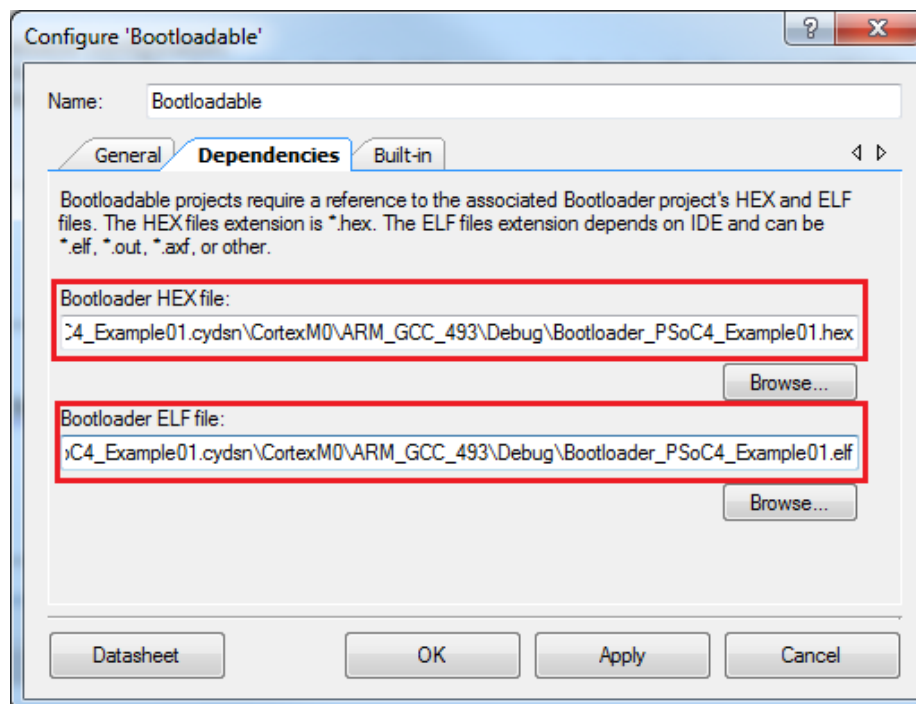 Configure 'Bootloadable'
Name: Bootloadable
General Dependencies Built-in
Bootloadable projects require a reference to the associated Bootloader project's HEX and ELF
files. The HEX files extension is *.hex. The ELF files extension depends on IDE and can be
*.elf, *.out, *.axf, or other.
Bootloader HEX file:
C4_Example01.cydsn\CortexM0\ARM_GCC_493\Debug\Bootloader_PSoC4_Example01.hex
Browse...
Bootloader ELF file:
oC4_Example01.cydsn\CortexM0\ARM_GCC_493\Debug\Bootloader_PSoC4_Example01.elf
Browse...
Datasheet OK Apply Cancel